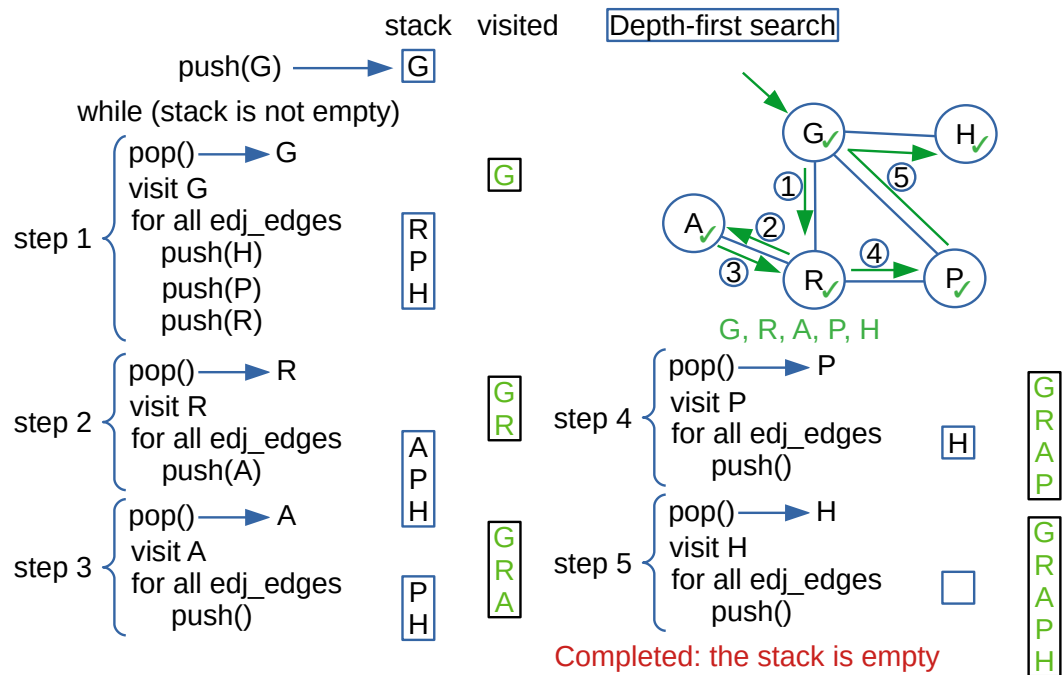 stack visited Depth-first search
push(G) G
while (stack is not empty)
step 1
pop() G
visit G
for all edj_edges
push(H)
push(P)
push(R)
R
P
H
G
step 2
pop() R
visit R
for all edj_edges
push(A)
A
P
H
G
R
step 3
pop() A
visit A
for all edj_edges
push()
P
H
G
R
A
G✓
H✓
1
5
A✓
2
3
R✓
4
P✓
G, R, A, P, H
step 4
pop() P
visit P
for all edj_edges
push()
H
G
R
A
P
step 5
pop() H
visit H
for all edj_edges
push()
G
R
A
P
H
Completed: the stack is empty